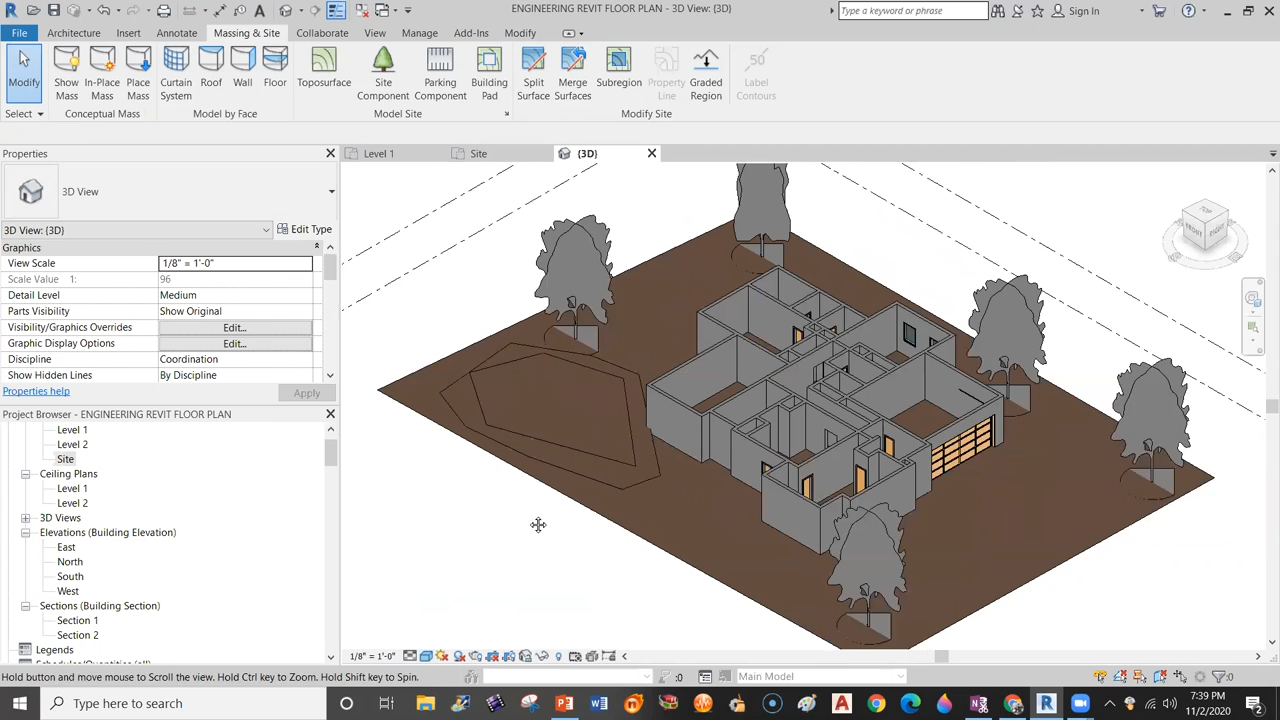 ENGINEERING REVIT FLOOR PLAN - 3D View: {3D}
Type a keyword or phrase
Sign In
File Architecture Insert Annotate Massing & Site Collaborate View Manage Add-Ins Modify
Modify
Show Mass
In-Place Mass
Place Mass
Curtain System
Roof
Wall
Floor
Toposurface
Site Component
Parking Component
Building Pad
Split Surface
Merge Surfaces
Subregion
Property Line
Graded Region
50
Label Contours
Select
Conceptual Mass
Model by Face
Model Site
Modify Site
Properties
Level 1
Site
{3D}
3D View
3D View: {3D}
Edit Type
Graphics
View Scale 1/8" = 1'-0"
Scale Value 1: 96
Detail Level Medium
Parts Visibility Show Original
Visibility/Graphics Overrides Edit...
Graphic Display Options Edit...
Discipline Coordination
Show Hidden Lines By Discipline
Properties help
Apply
Project Browser - ENGINEERING REVIT FLOOR PLAN
Level 1
Level 2
Site
Ceiling Plans
Level 1
Level 2
3D Views
Elevations (Building Elevation)
East
North
South
West
Sections (Building Section)
Section 1
Section 2
Legends
TOP
FRONT
RIGHT
1/8" = 1'-0"
Hold button and move mouse to Scroll the view. Hold Ctrl key to Zoom. Hold Shift key to Spin.
:0
Main Model
:0
Type here to search
7:39 PM
11/2/2020